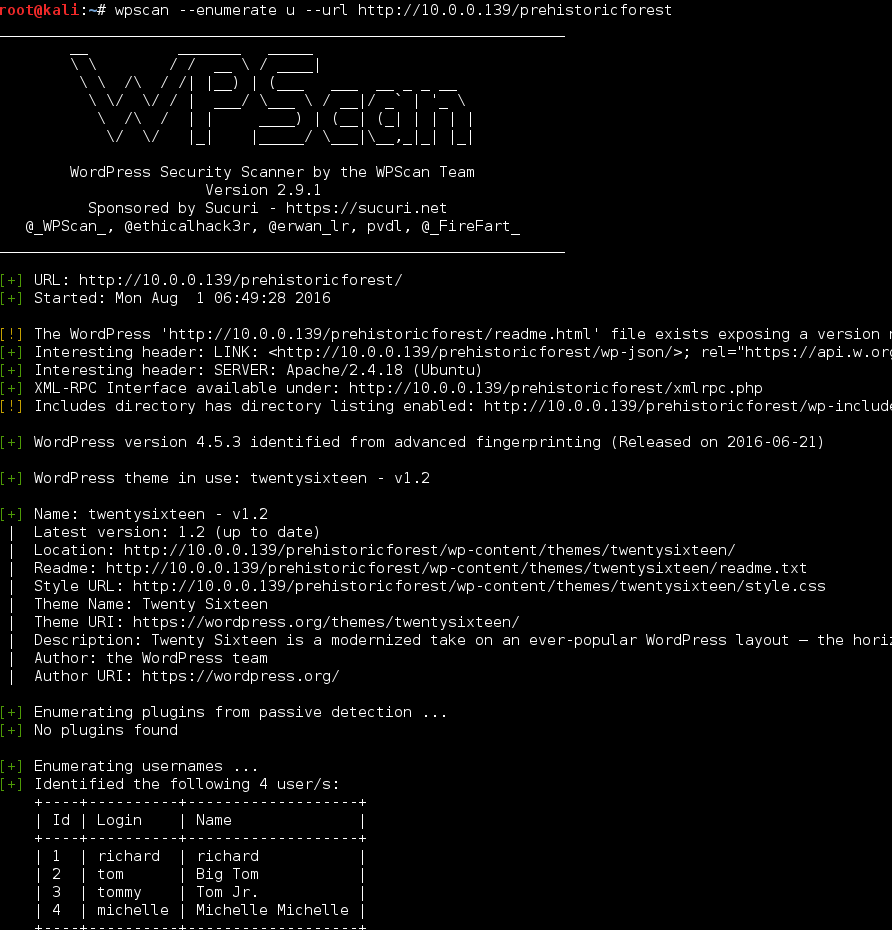 root@kali:~# wpscan --enumerate u --url http://10.0.0.139/prehistoricforest
WPScan
WordPress Security Scanner by the WPScan Team
Version 2.9.1
Sponsored by Sucuri - https://sucuri.net
@_WPScan_, @ethicalhack3r, @erwan_lr, pvdl, @_FireFart_
[+] URL: http://10.0.0.139/prehistoricforest/
[+] Started: Mon Aug  1 06:49:28 2016
[!] The WordPress 'http://10.0.0.139/prehistoricforest/readme.html' file exists exposing a version
[+] Interesting header: LINK: <http://10.0.0.139/prehistoricforest/wp-json/>; rel="https://api.w.org
[+] Interesting header: SERVER: Apache/2.4.18 (Ubuntu)
[+] XML-RPC Interface available under: http://10.0.0.139/prehistoricforest/xmlrpc.php
[!] Includes directory has directory listing enabled: http://10.0.0.139/prehistoricforest/wp-include
[+] WordPress version 4.5.3 identified from advanced fingerprinting (Released on 2016-06-21)
[+] WordPress theme in use: twentysixteen - v1.2
[+] Name: twentysixteen - v1.2
 |  Latest version: 1.2 (up to date)
 |  Location: http://10.0.0.139/prehistoricforest/wp-content/themes/twentysixteen/
 |  Readme: http://10.0.0.139/prehistoricforest/wp-content/themes/twentysixteen/readme.txt
 |  Style URL: http://10.0.0.139/prehistoricforest/wp-content/themes/twentysixteen/style.css
 |  Theme Name: Twenty Sixteen
 |  Theme URI: https://wordpress.org/themes/twentysixteen/
 |  Description: Twenty Sixteen is a modernized take on an ever-popular WordPress layout — the horiz
 |  Author: the WordPress team
 |  Author URI: https://wordpress.org/
[+] Enumerating plugins from passive detection ...
[+] No plugins found
[+] Enumerating usernames ...
[+] Identified the following 4 user/s:
    +----+----------+-------------------+
    | Id | Login    | Name              |
    +----+----------+-------------------+
    | 1  | richard  | richard           |
    | 2  | tom      | Big Tom           |
    | 3  | tommy    | Tom Jr.           |
    | 4  | michelle | Michelle Michelle |
    +----+----------+-------------------+